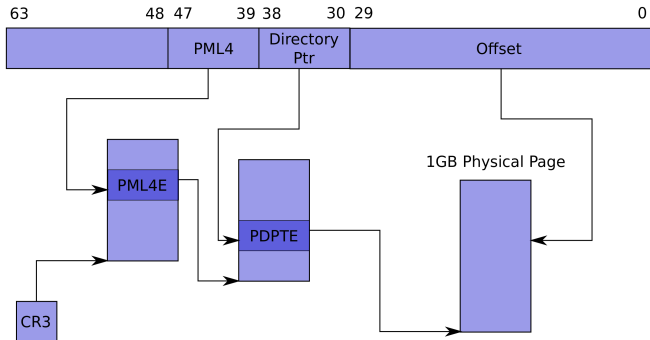 63 48 47 39 38 30 29 0
PML4
Directory
Ptr
Offset
1GB Physical Page
PML4E
PDPTE
CR3